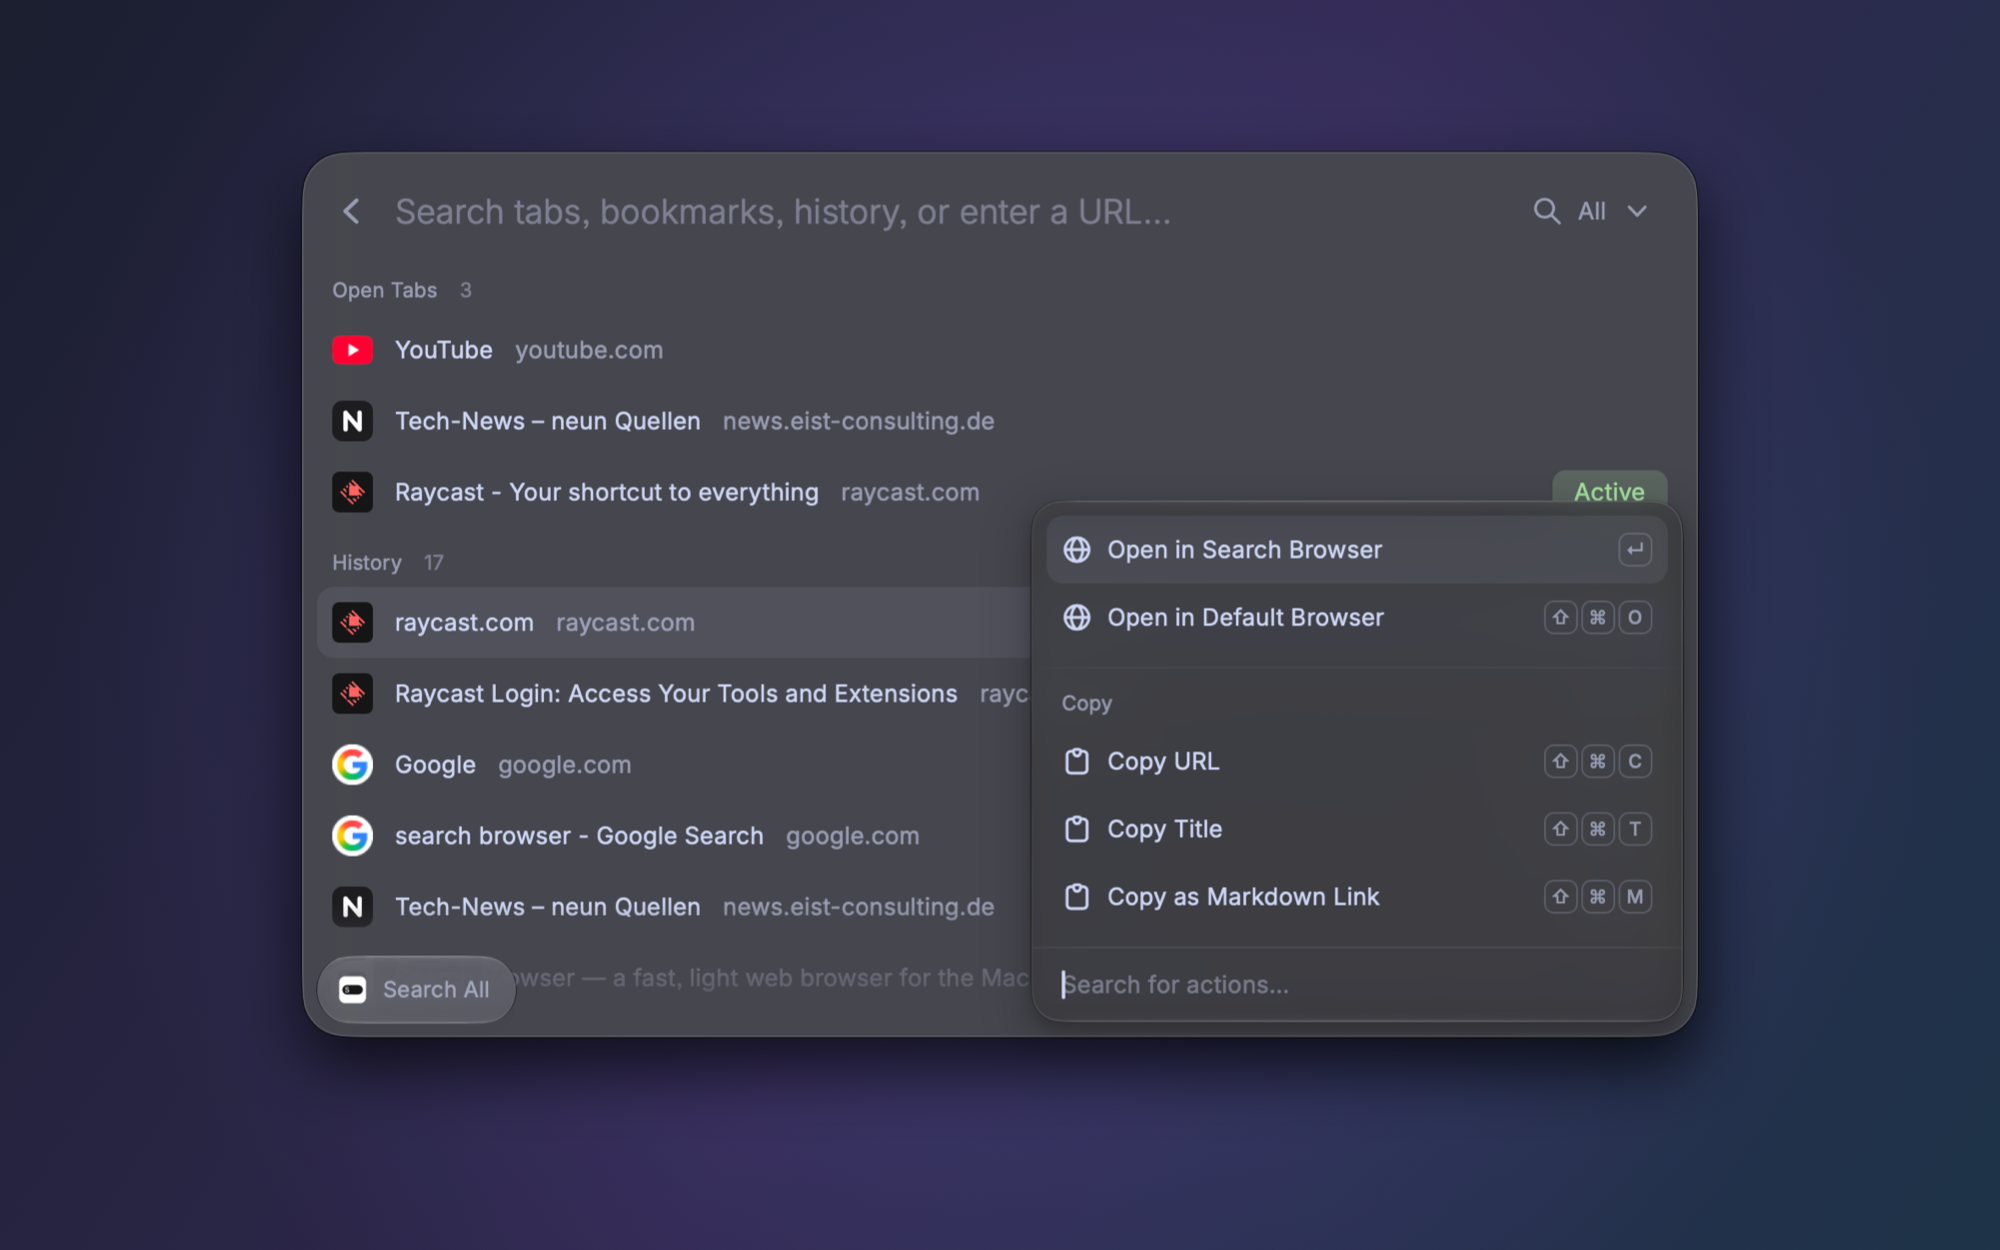 Search tabs, bookmarks, history, or enter a URL...
All
Open Tabs 3
YouTube youtube.com
N Tech-News – neun Quellen news.eist-consulting.de
Raycast - Your shortcut to everything raycast.com Active
History 17
raycast.com raycast.com
Raycast Login: Access Your Tools and Extensions rayc
G Google google.com
G search browser - Google Search google.com
N Tech-News – neun Quellen news.eist-consulting.de
— a fast, light web browser for the Mac
Search All
Open in Search Browser ↵
Open in Default Browser ⇧ ⌘ O
Copy
Copy URL ⇧ ⌘ C
Copy Title ⇧ ⌘ T
Copy as Markdown Link ⇧ ⌘ M
Search for actions...